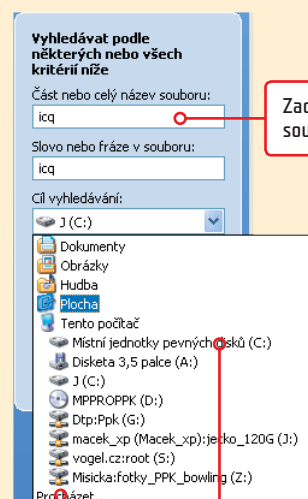 Vyhledávat podle
některých nebo všech
kritérií níže
Část nebo celý název souboru:
icq
Slovo nebo fráze v souboru:
icq
Cíl vyhledávání:
J (C:)
Dokumenty
Obrázky
Hudba
Plocha
Tento počítač
Místní jednotky pevných disků (C:)
Disketa 3,5 palce (A:)
J (C:)
MPPROPPK (D:)
Dtp:Ppk (G:)
macek_xp (Macek_xp):jetko_120G (J:)
vogel.cz:root (S:)
Misicka:fotky_PPK_bowling (Z:)
Procházet...